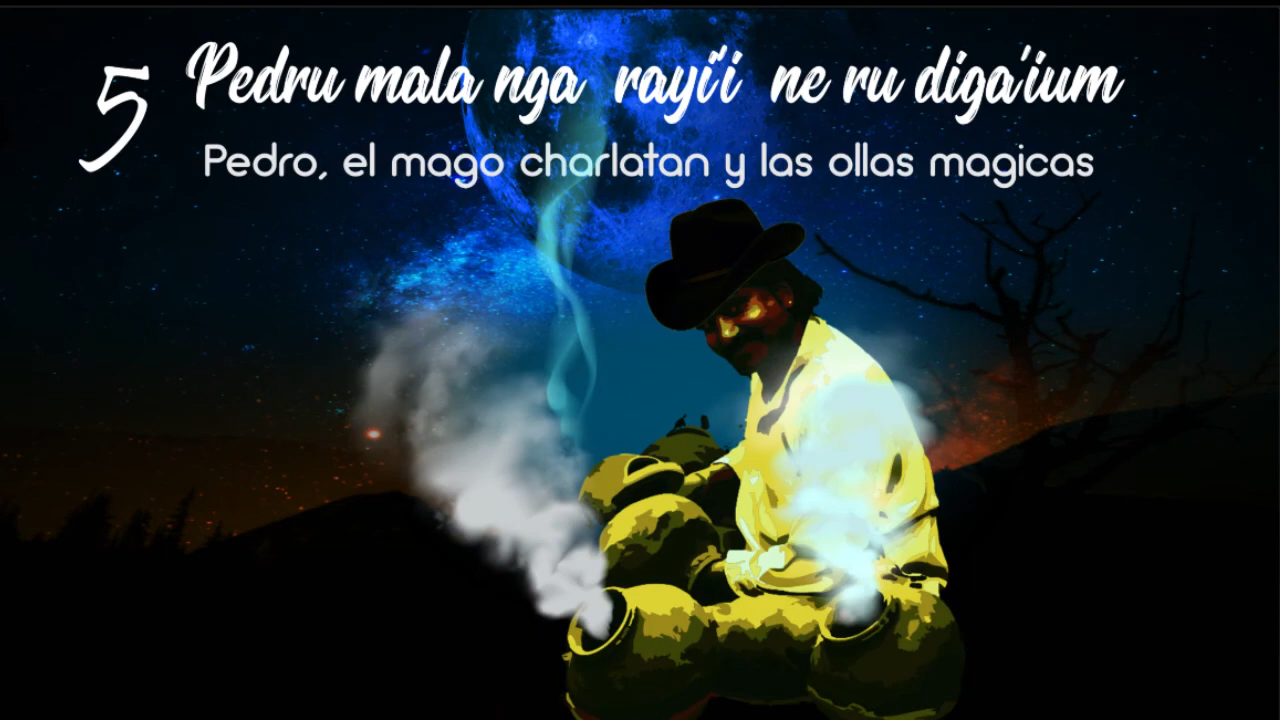 5 Pedru mala nga rayi'i ne ru diga'ium
Pedro, el mago charlatan y las ollas magicas